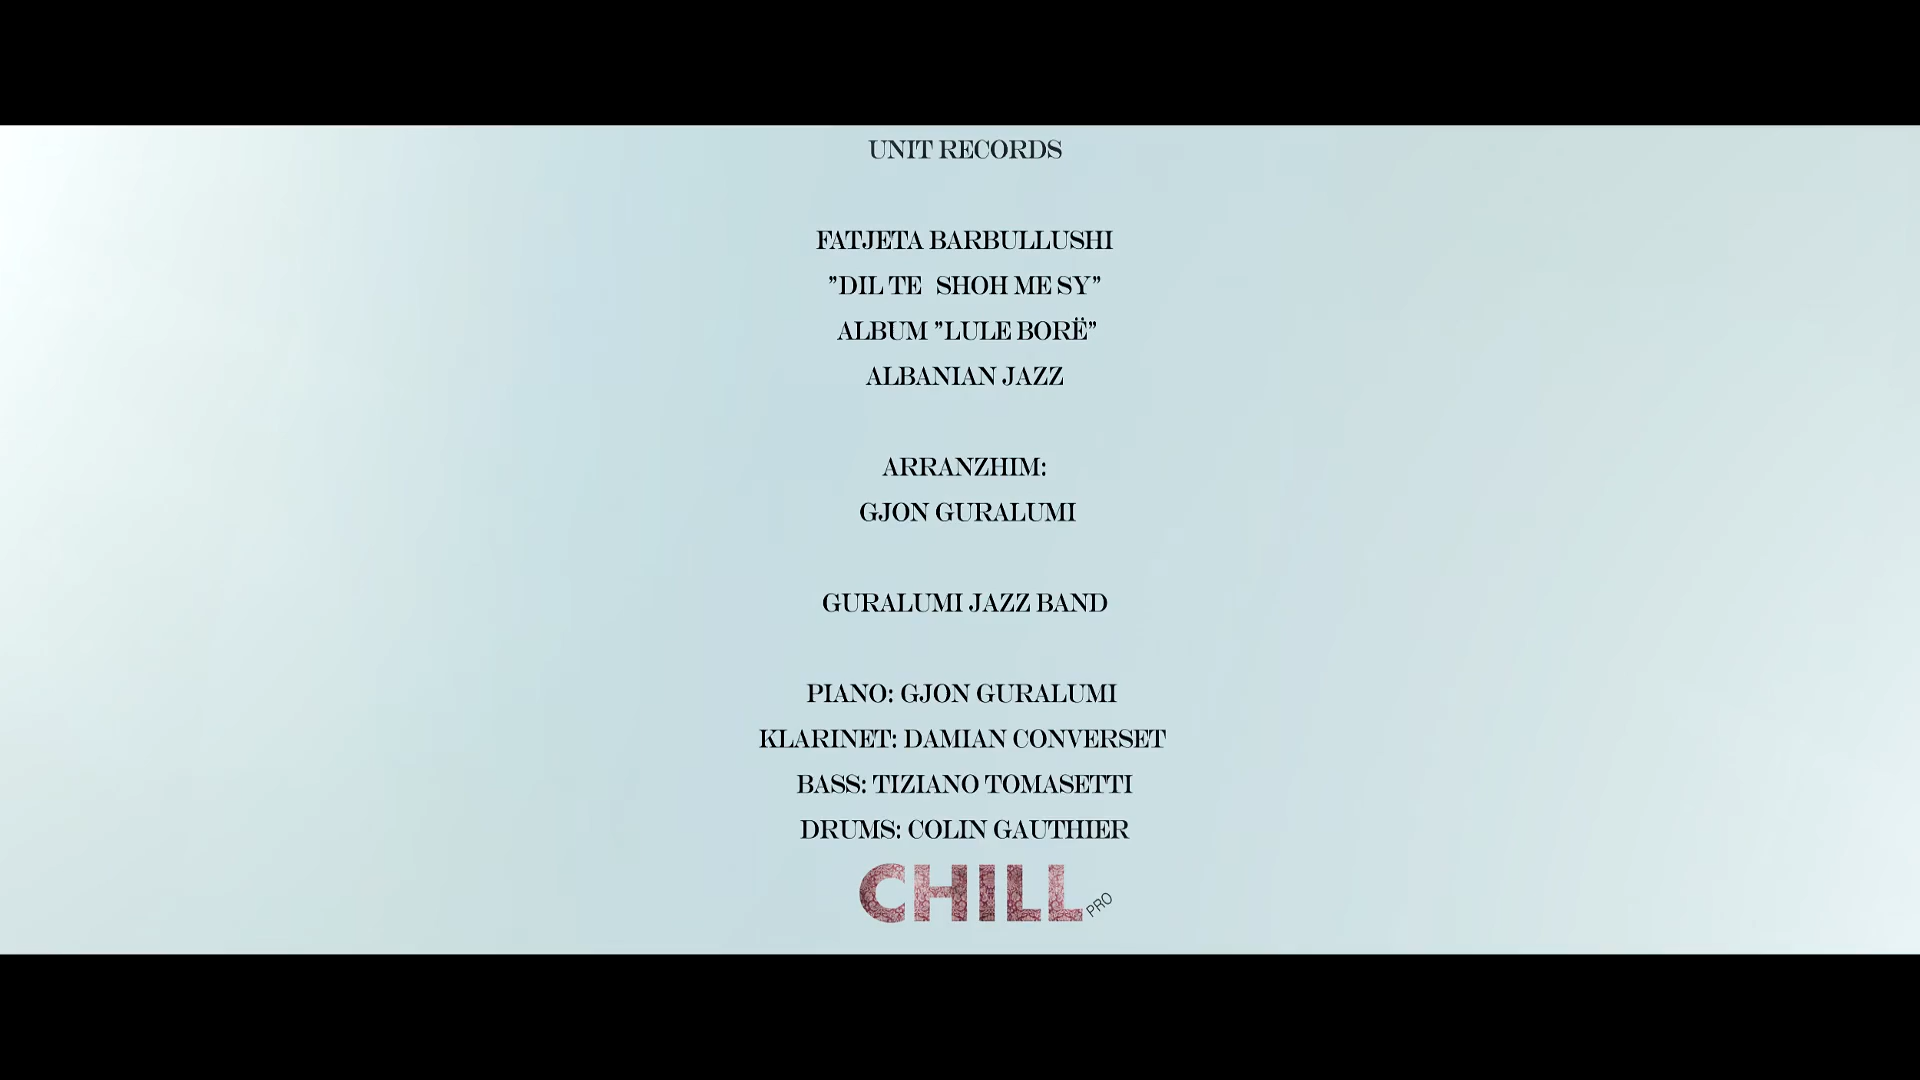 UNIT RECORDS
FATJETA BARBULLUSHI
”DIL TE SHOH ME SY”
ALBUM ”LULE BORË”
ALBANIAN JAZZ
ARRANZHIM:
GJON GURALUMI
GURALUMI JAZZ BAND
PIANO: GJON GURALUMI
KLARINET: DAMIAN CONVERSET
BASS: TIZIANO TOMASETTI
DRUMS: COLIN GAUTHIER
CHILL PRO